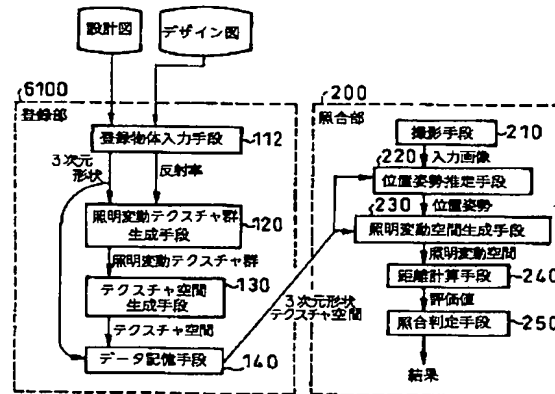 設計図
デザイン図
6100
登録部
登録物体入力手段
112
3次元
形状
反射率
照明変動テクスチャ群
生成手段
120
照明変動テクスチャ群
テクスチャ空間
生成手段
130
テクスチャ空間
データ記憶手段
140
3次元形状
テクスチャ空間
200
照合部
撮影手段
210
入力画像
220
位置姿勢推定手段
位置姿勢
230
照明変動空間生成手段
照明変動空間
距離計算手段
240
評価値
照合判定手段
250
結果